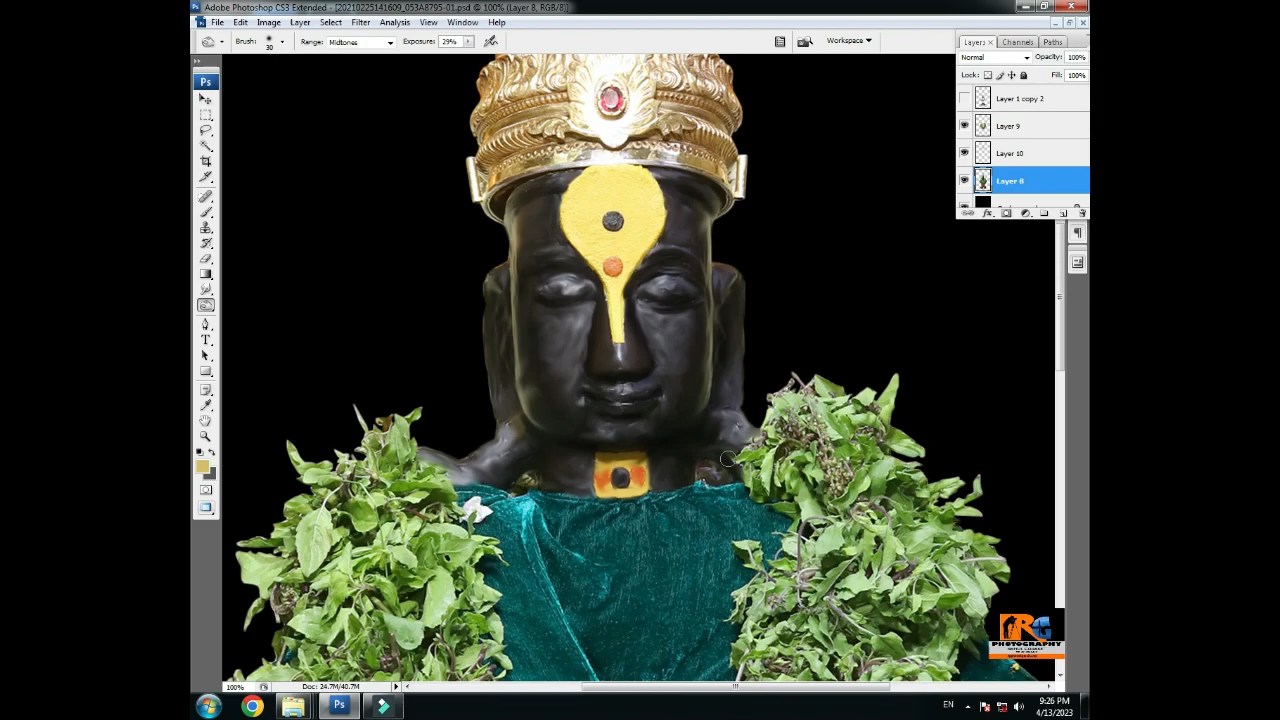 Adobe Photoshop CS3 Extended - [20210225141609_053A8795-01.psd @ 100% (Layer 8, RGB/8)]
File Edit Image Layer Select Filter Analysis View Window Help
Brush: 30 Range: Midtones Exposure: 29% Workspace
Layers Channels Paths
Normal Opacity: 100%
Lock: Fill: 100%
Layer 1 copy 2
Layer 9
Layer 10
Layer 8
Ps
T
RG
PHOTOGRAPHY
100% Doc: 24.7M/40.7M
Ps
EN
9:26 PM
4/13/2023